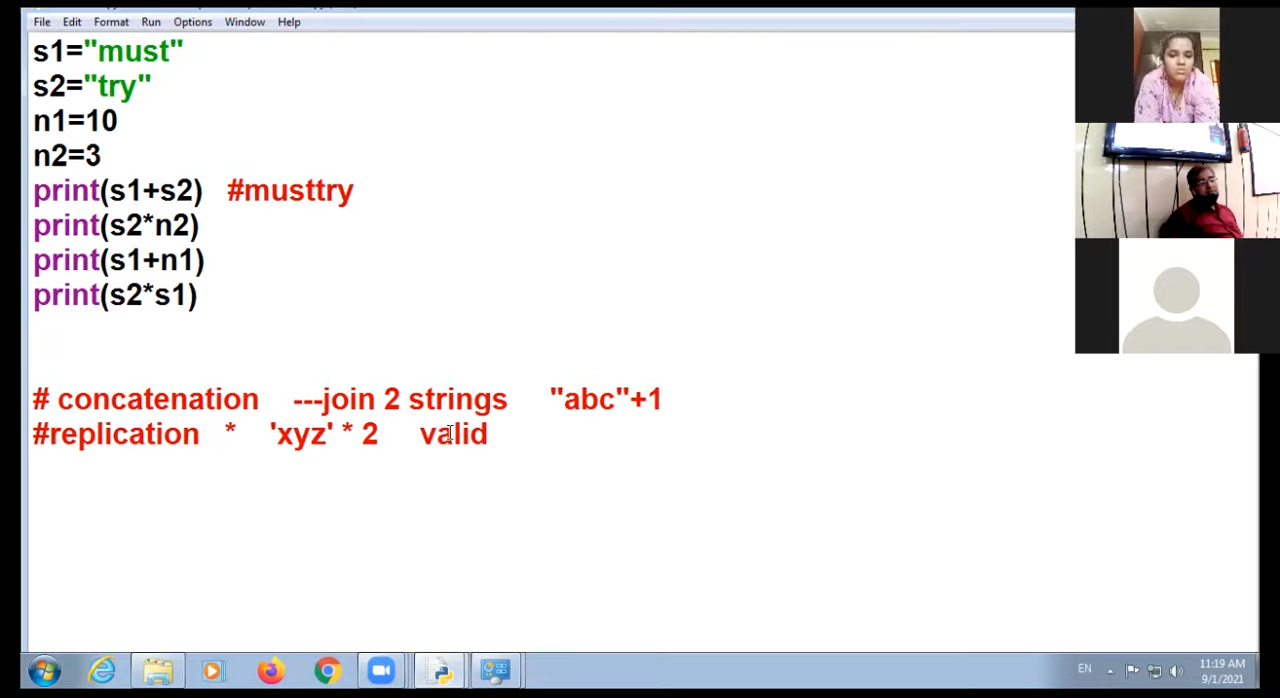 File Edit Format Run Options Window Help
s1="must"
s2="try"
n1=10
n2=3
print(s1+s2) #musttry
print(s2*n2)
print(s1+n1)
print(s2*s1)
# concatenation ---join 2 strings "abc"+1
#replication * 'xyz' * 2 valid
EN 11:19 AM
9/1/2021